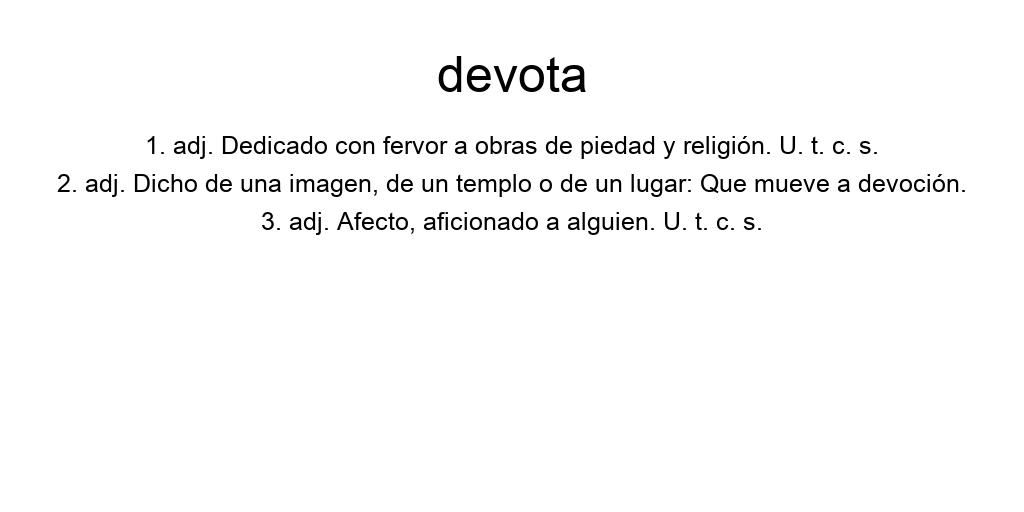 devota
1. adj. Dedicado con fervor a obras de piedad y religión. U. t. c. s.
2. adj. Dicho de una imagen, de un templo o de un lugar: Que mueve a devoción.
3. adj. Afecto, aficionado a alguien. U. t. c. s.